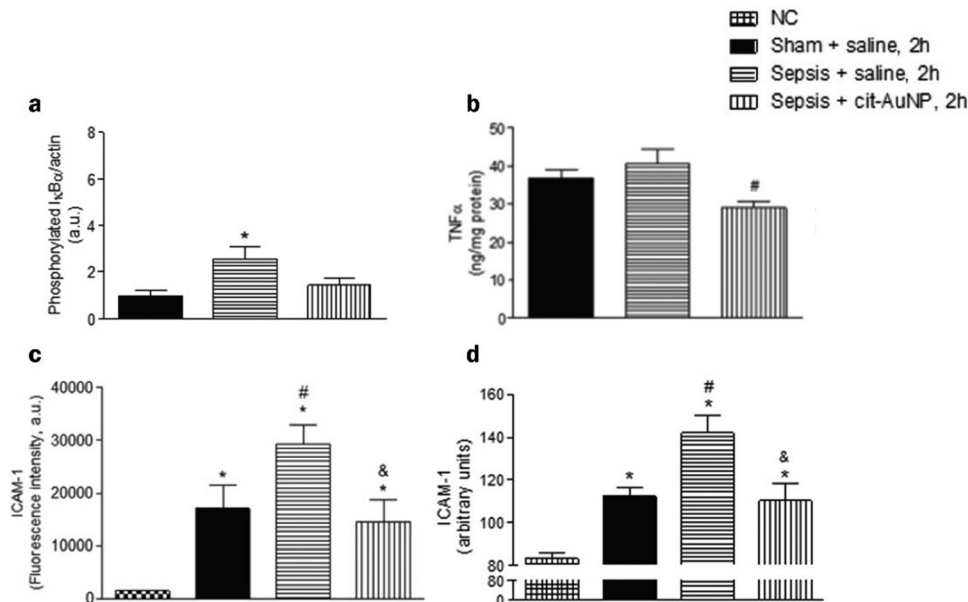 NC
Sham + saline, 2h
Sepsis + saline, 2h
Sepsis + cit-AuNP, 2h
a
Phosphorylated IκBα/actin
(a.u.)
8
6
4
2
0
*
b
TNFα
(ng/mg protein)
50
40
30
20
10
0
#
c
ICAM-1
(Fluorescence intensity, a.u.)
40000
30000
20000
10000
0
*
#
*
&
*
d
ICAM-1
(arbitrary units)
160
140
120
100
80
80
0
*
#
*
&
*